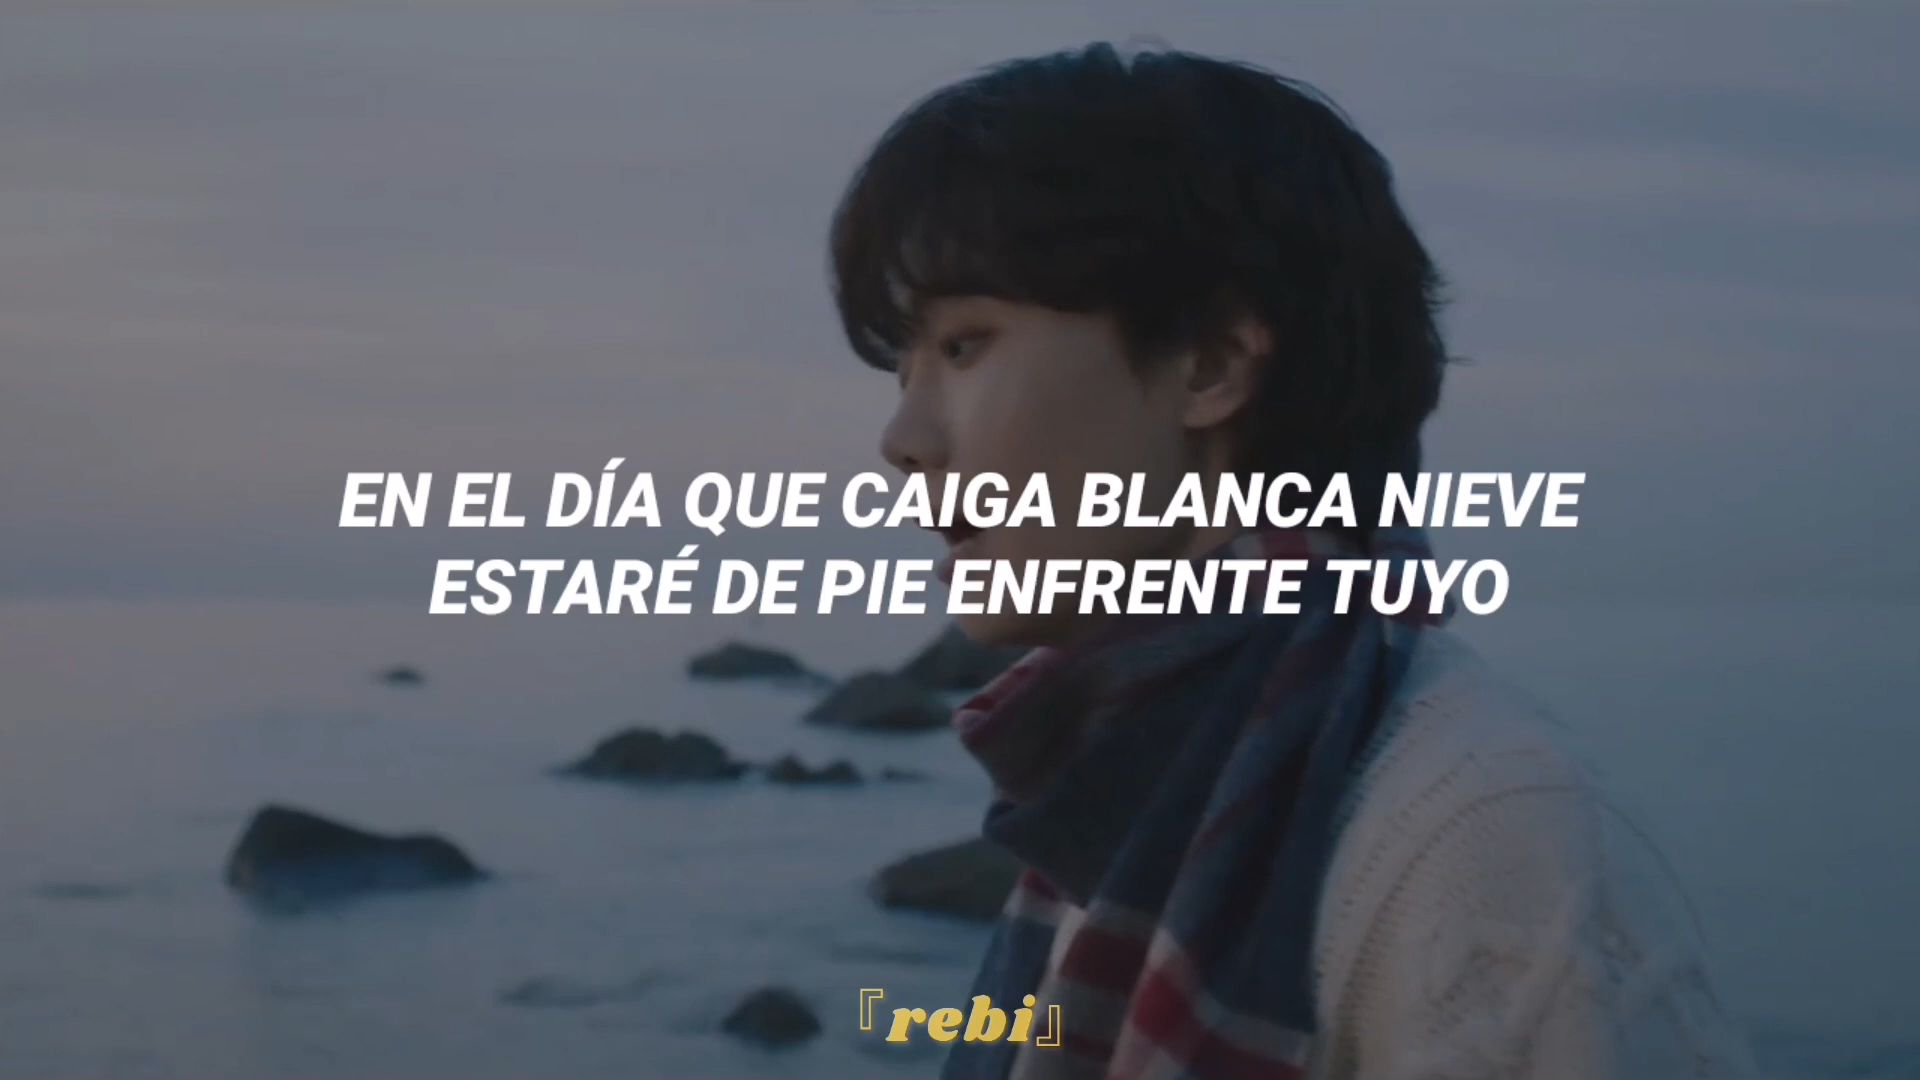 EN EL DÍA QUE CAIGA BLANCA NIEVE
ESTARÉ DE PIE ENFRENTE TUYO
『rebi』